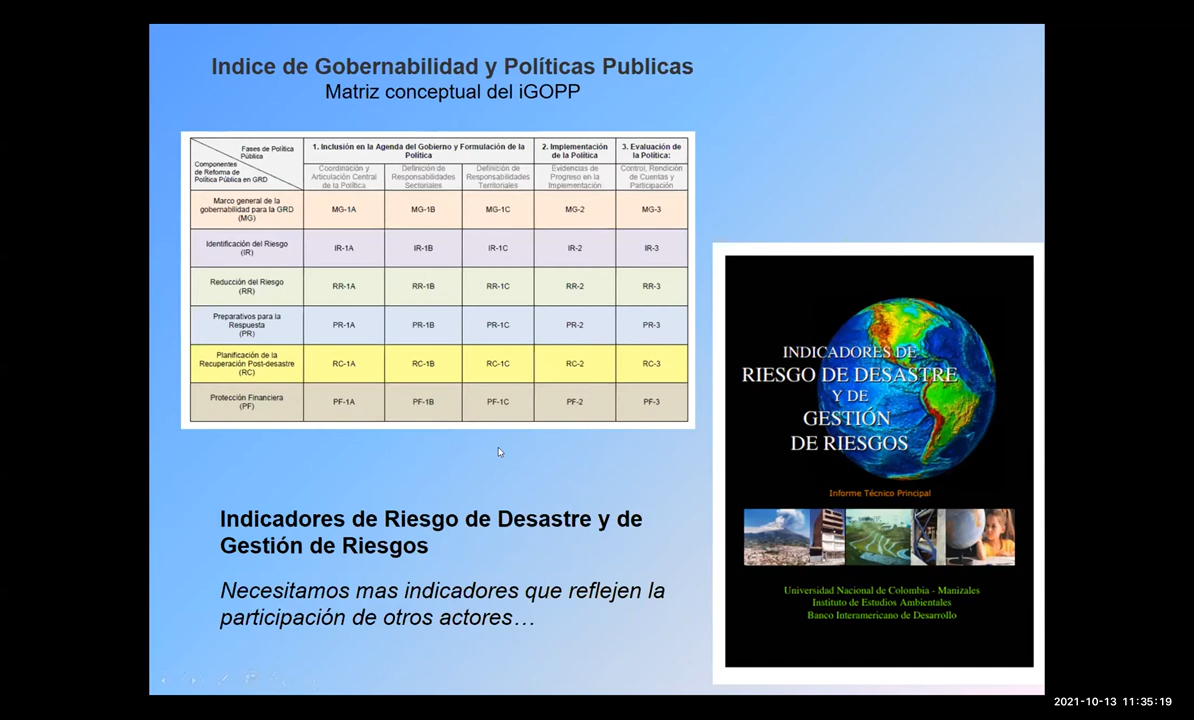 Indice de Gobernabilidad y Políticas Publicas
Matriz conceptual del iGOPP
Fases de Política
Pública
Componentes
de Reforma de
Política Pública en GRD
1. Inclusión en la Agenda del Gobierno y Formulación de la
Política
2. Implementación
de la Política
3. Evaluación de
la Política:
Coordinación y
Articulación Central
de la Política
Definición de
Responsabilidades
Sectoriales
Definición de
Responsabilidades
Territoriales
Evidencias de
Progreso en la
Implementación
Control, Rendición
de Cuentas y
Participación
Marco general de la
gobernabilidad para la GRD
(MG)
MG-1A MG-1B MG-1C MG-2 MG-3
Identificación del Riesgo
(IR)
IR-1A IR-1B IR-1C IR-2 IR-3
Reducción del Riesgo
(RR)
RR-1A RR-1B RR-1C RR-2 RR-3
Preparativos para la
Respuesta
(PR)
PR-1A PR-1B PR-1C PR-2 PR-3
Planificación de la
Recuperación Post-desastre
(RC)
RC-1A RC-1B RC-1C RC-2 RC-3
Protección Financiera
(PF)
PF-1A PF-1B PF-1C PF-2 PF-3
Indicadores de Riesgo de Desastre y de
Gestión de Riesgos
Necesitamos mas indicadores que reflejen la
participación de otros actores…
INDICADORES DE
RIESGO DE DESASTRE
Y DE
GESTIÓN
DE RIESGOS
Informe Técnico Principal
Universidad Nacional de Colombia - Manizales
Instituto de Estudios Ambientales
Banco Interamericano de Desarrollo
2021-10-13 11:35:19